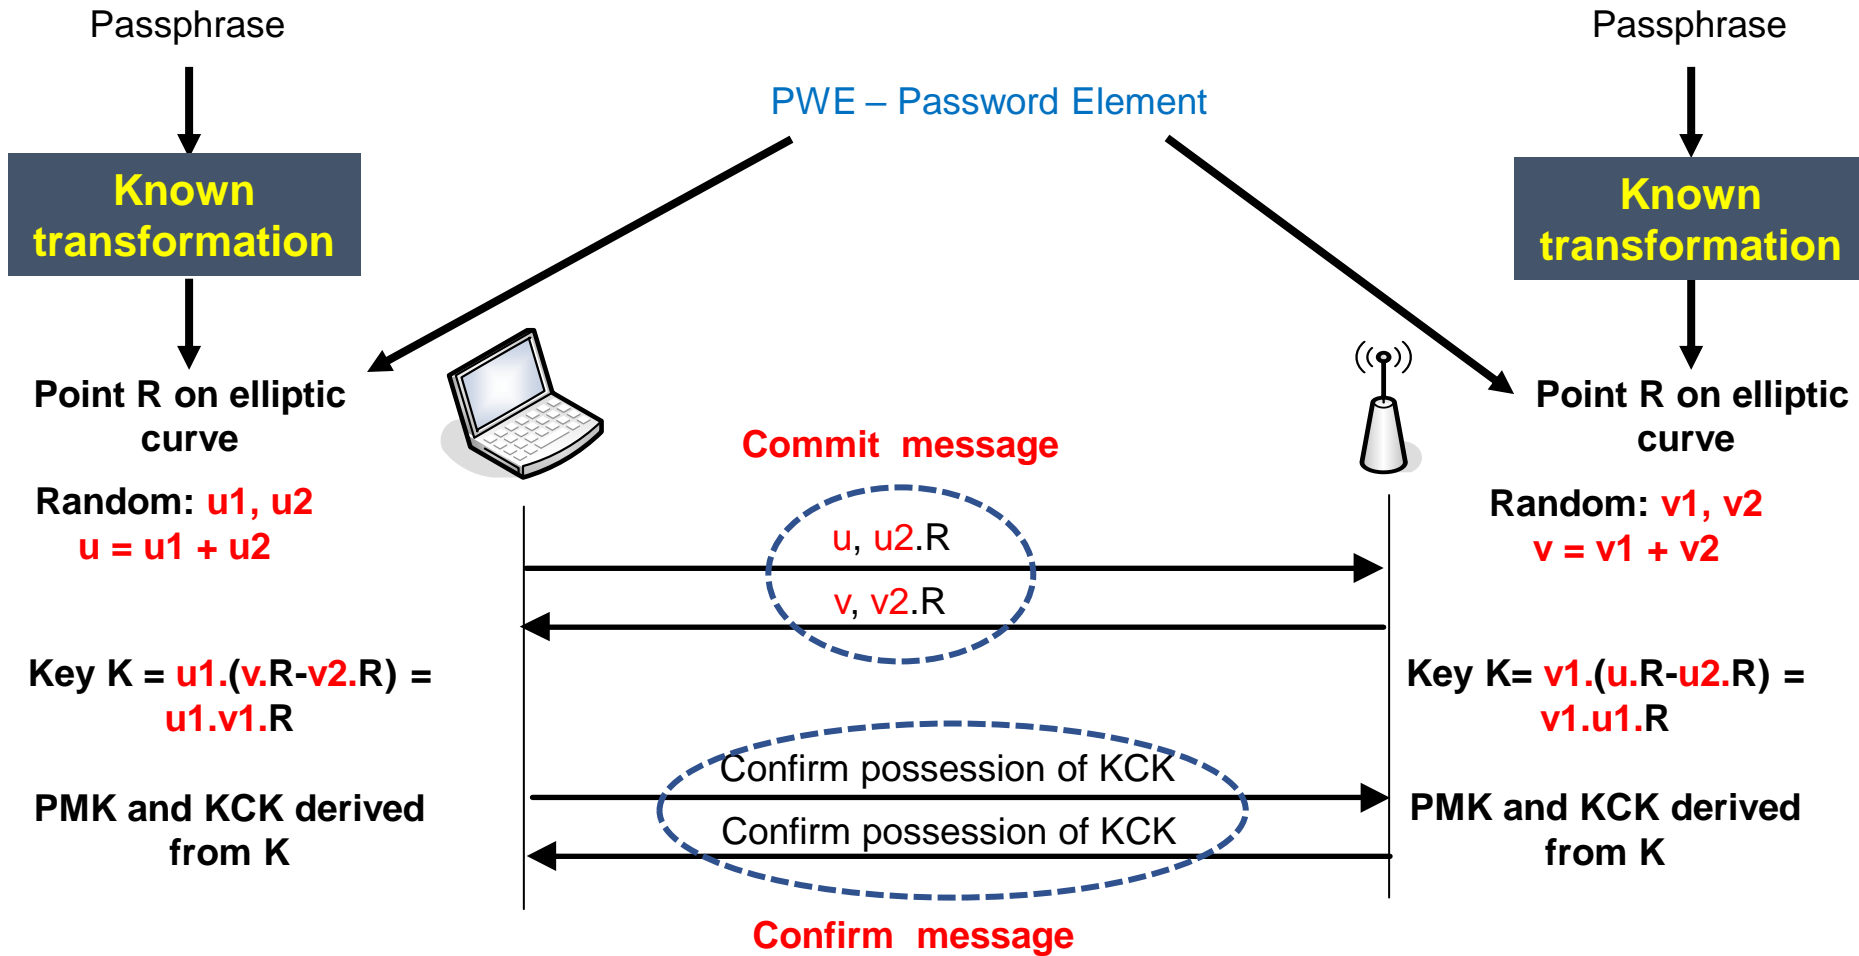 Passphrase
Passphrase
PWE – Password Element
Known
transformation
Known
transformation
Point R on elliptic
curve
Point R on elliptic
curve
Commit message
Random: u1, u2
u = u1 + u2
Random: v1, v2
v = v1 + v2
u, u2.R
v, v2.R
Key K = u1.(v.R-v2.R) =
u1.v1.R
Key K= v1.(u.R-u2.R) =
v1.u1.R
Confirm possession of KCK
Confirm possession of KCK
PMK and KCK derived
from K
PMK and KCK derived
from K
Confirm message